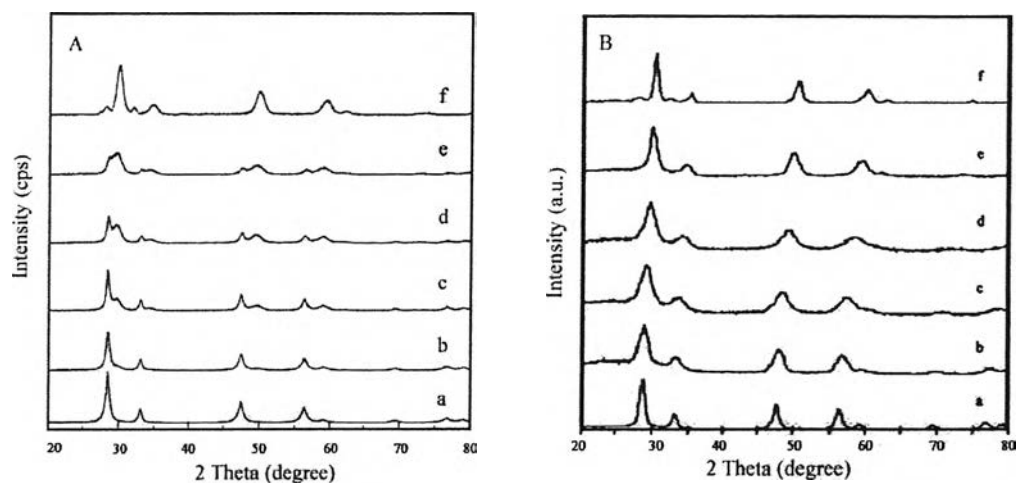 A
f
e
d
c
b
a
Intensity (cps)
20 30 40 50 60 70 80
2 Theta (degree)
B
f
e
d
c
b
a
Intensity (a.u.)
20 30 40 50 60 70 80
2 Theta (degree)